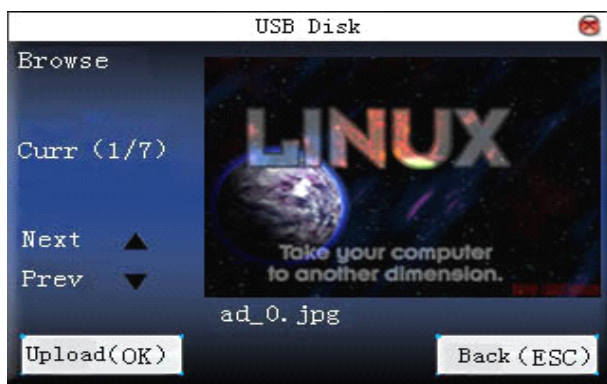 USB Disk
Browse
Curr (1/7)
Next
Prev
LINUX
Take your computer
to another dimension.
ad_0.jpg
Upload(OK)
Back(ESC)